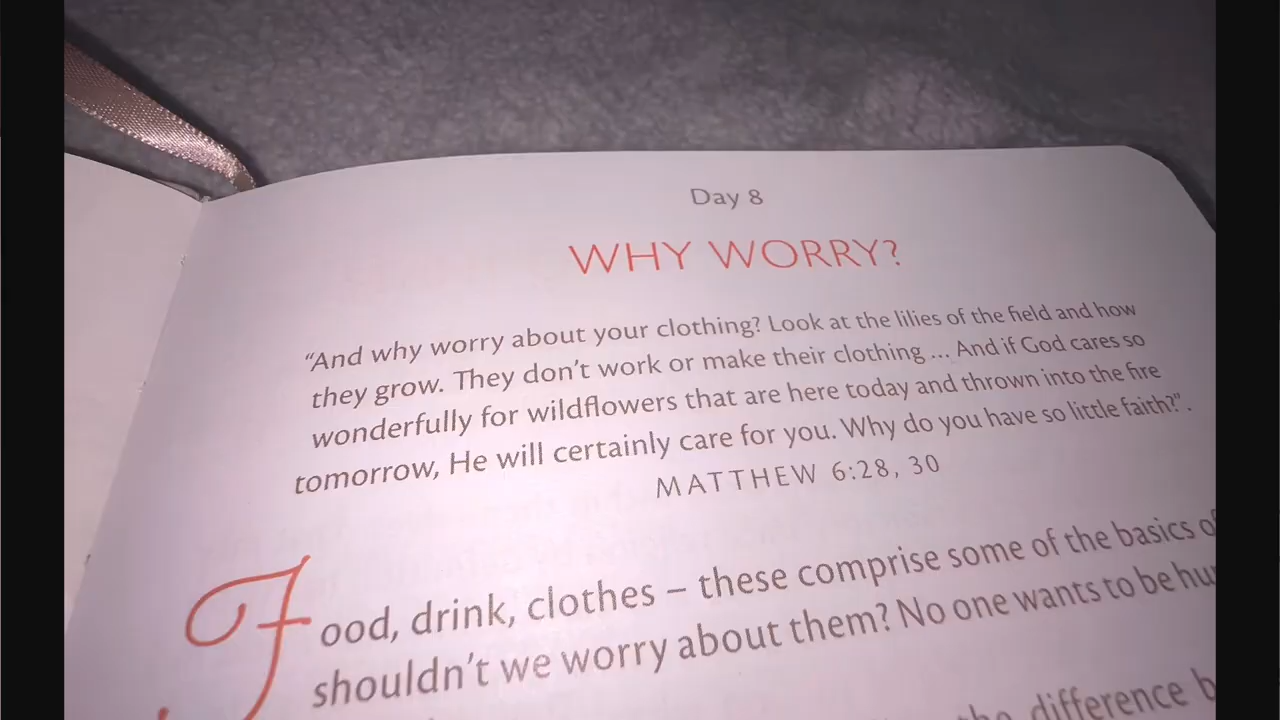 Day 8
WHY WORRY?
“And why worry about your clothing? Look at the lilies of the field and how
they grow. They don’t work or make their clothing ... And if God cares so
wonderfully for wildflowers that are here today and thrown into the fire
tomorrow, He will certainly care for you. Why do you have so little faith?”.
MATTHEW 6:28, 30
Food, drink, clothes – these comprise some of the basics of
shouldn’t we worry about them? No one wants to be
the difference